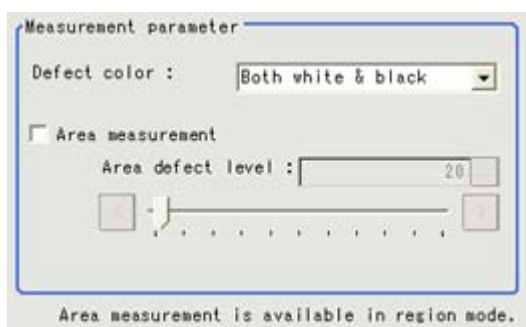 Measurement parameter
Defect color :
Both white & black
Area measurement
Area defect level :
20
Area measurement is available in region mode.